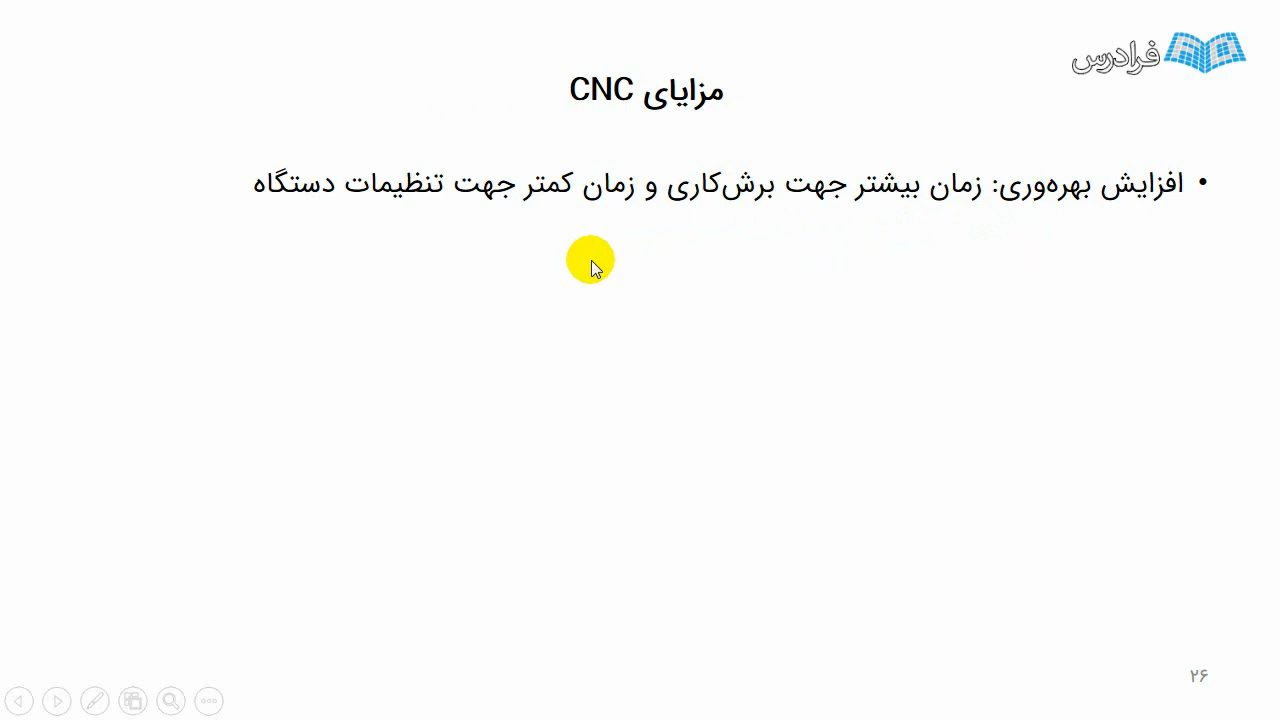 فرادرس
مزایای CNC
• افزایش بهره‌وری: زمان بیشتر جهت برش‌کاری و زمان کمتر جهت تنظیمات دستگاه
۲۶